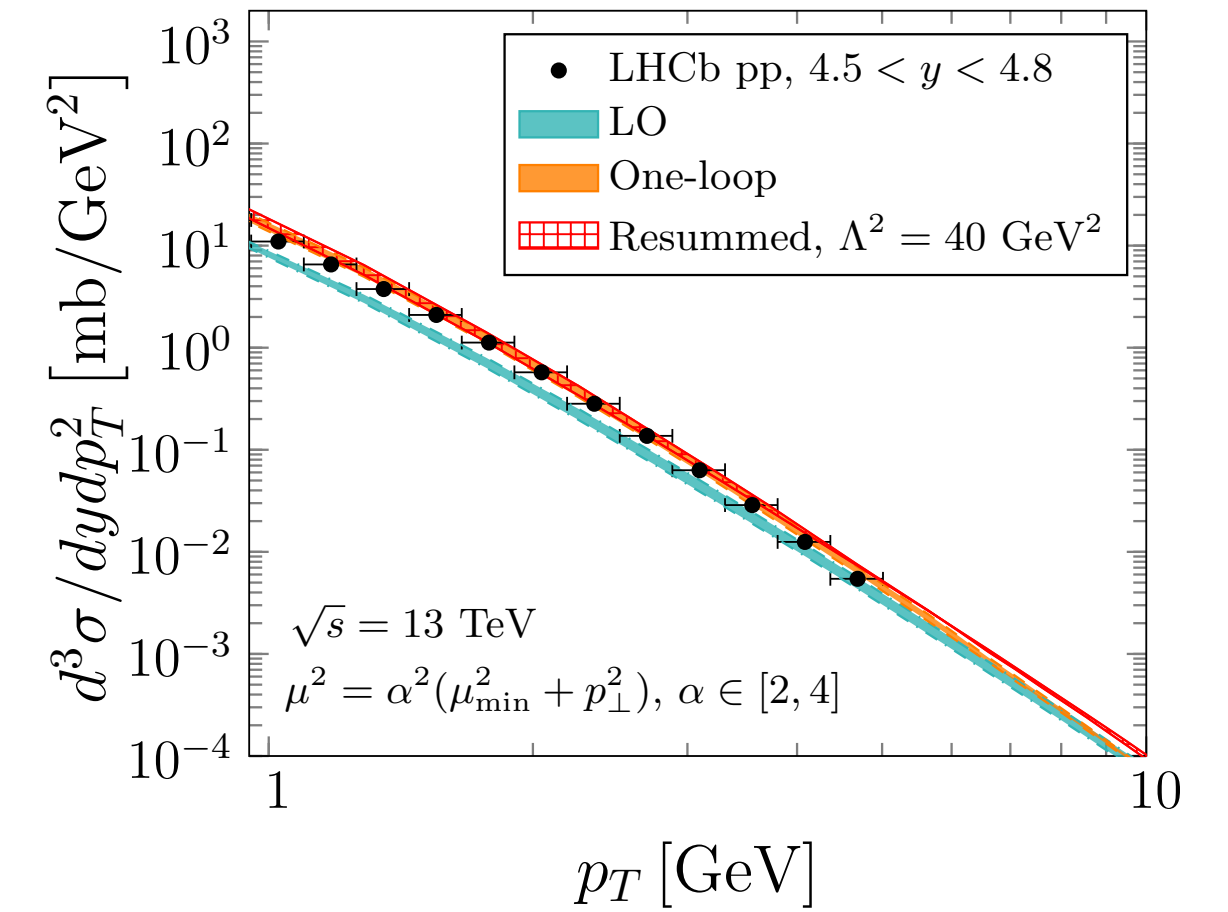 10³
10²
10¹
10⁰
10⁻¹
10⁻²
10⁻³
10⁻⁴
d³σ/dydp_T² [mb/GeV²]
LHCb pp, 4.5 < y < 4.8
LO
One-loop
Resummed, Λ² = 40 GeV²
√s = 13 TeV
μ² = α²(μ²_min + p²_⊥), α ∈ [2, 4]
1 10
p_T [GeV]